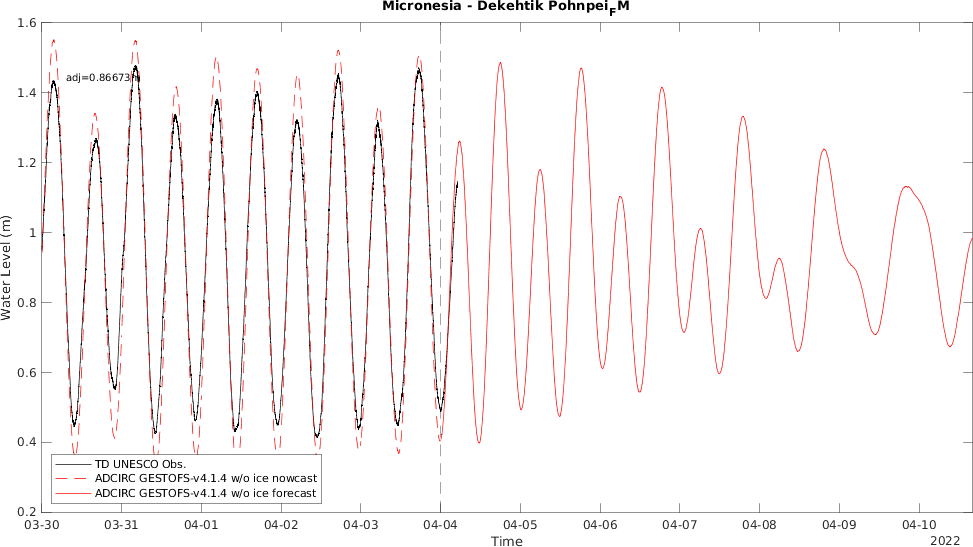 Micronesia - Dekehtik Pohnpei_FM
adj=0.86673m
Water Level (m)
1.6
1.4
1.2
1
0.8
0.6
0.4
0.2
TD UNESCO Obs.
ADCIRC GESTOFS-v4.1.4 w/o ice nowcast
ADCIRC GESTOFS-v4.1.4 w/o ice forecast
03-30 03-31 04-01 04-02 04-03 04-04 04-05 04-06 04-07 04-08 04-09 04-10
Time
2022